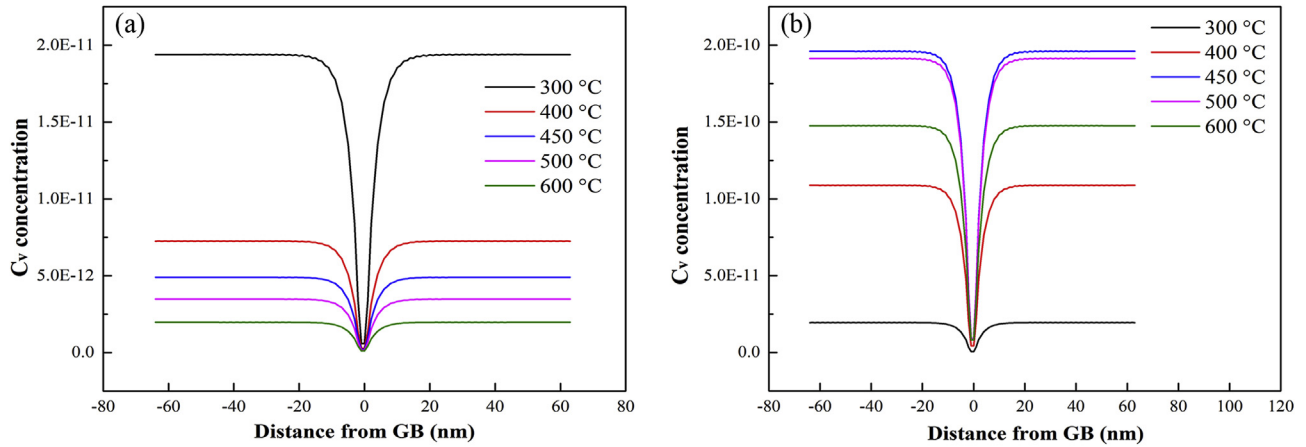 (a)
2.0E-11
1.5E-11
1.0E-11
5.0E-12
0.0
Cv concentration
300 °C
400 °C
450 °C
500 °C
600 °C
-80 -60 -40 -20 0 20 40 60 80
Distance from GB (nm)
(b)
2.0E-10
1.5E-10
1.0E-10
5.0E-11
0.0
Cv concentration
300 °C
400 °C
450 °C
500 °C
600 °C
-80 -60 -40 -20 0 20 40 60 80 100 120
Distance from GB (nm)